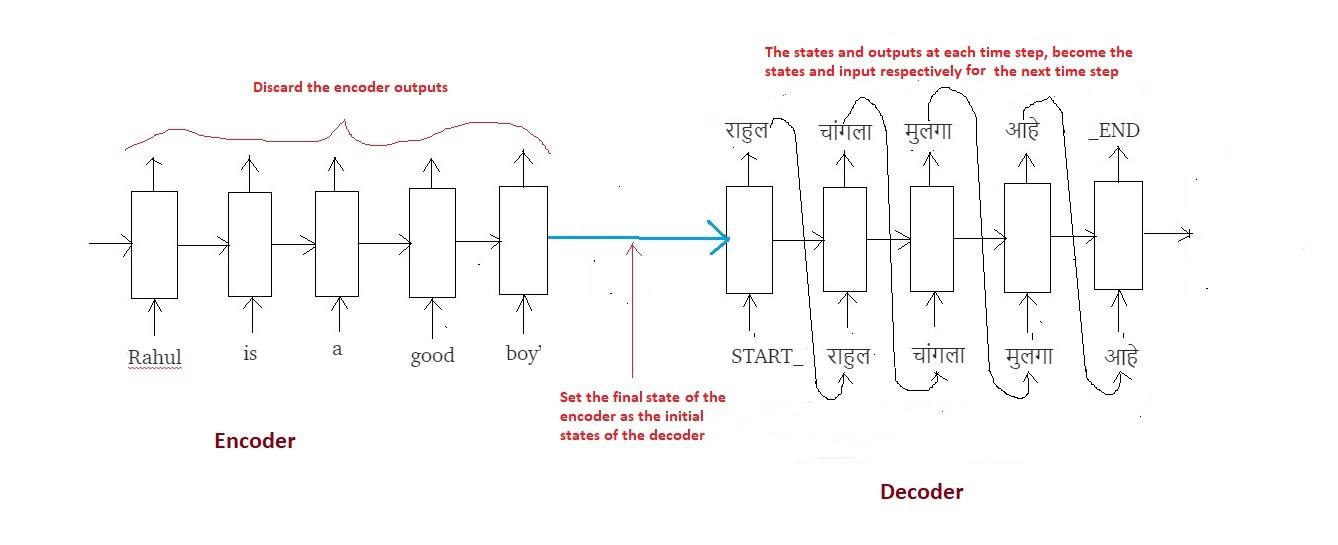 Discard the encoder outputs
The states and outputs at each time step, become the
states and input respectively for the next time step
राहुल चांगला मुलगा आहे _END
Rahul is a good boy'
START_ राहुल चांगला मुलगा आहे
Set the final state of the
encoder as the initial
states of the decoder
Encoder
Decoder